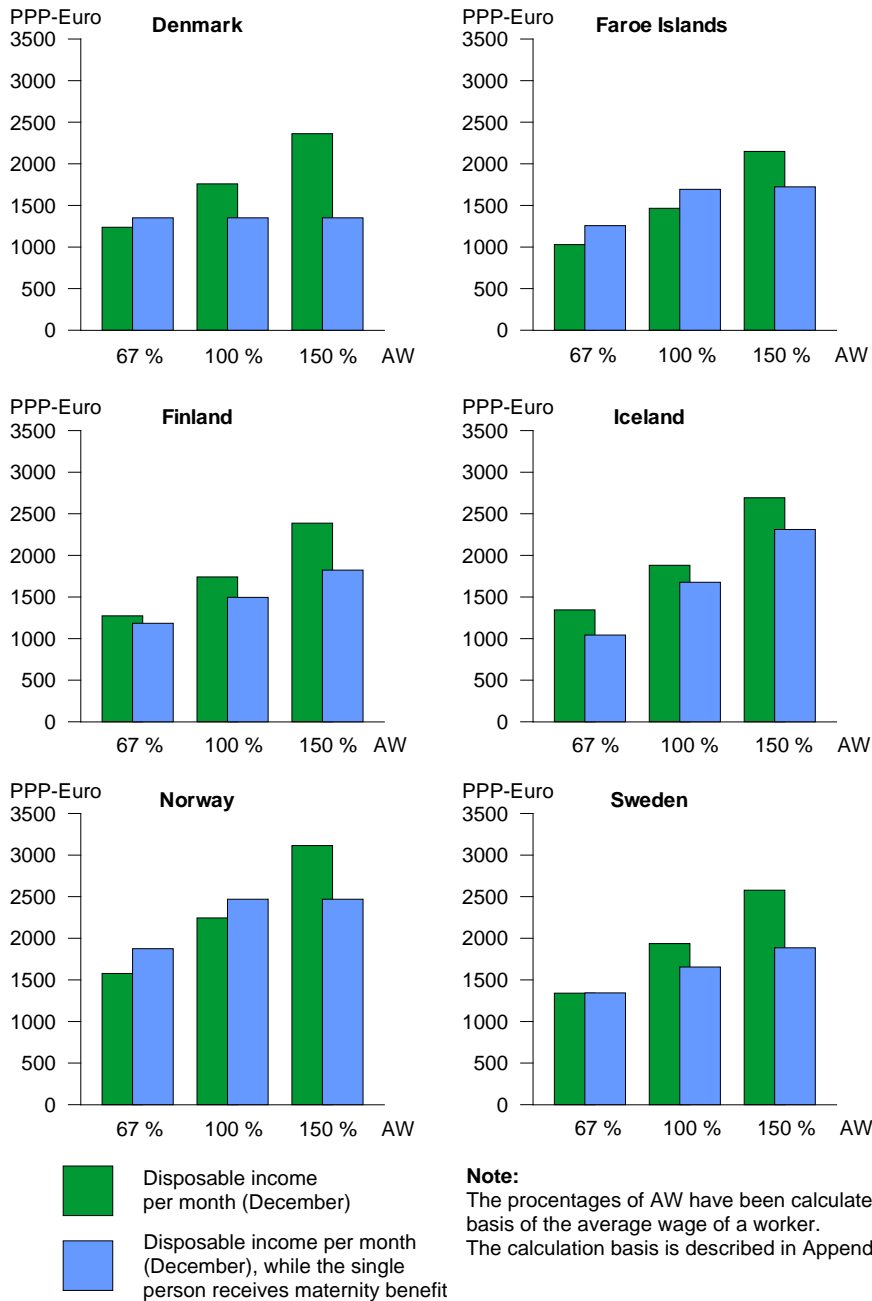 PPP-Euro
Denmark
3500
3000
2500
2000
1500
1000
500
0
67 % 100 % 150 % AW
PPP-Euro
Faroe Islands
3500
3000
2500
2000
1500
1000
500
0
67 % 100 % 150 % AW
PPP-Euro
Finland
3500
3000
2500
2000
1500
1000
500
0
67 % 100 % 150 % AW
PPP-Euro
Iceland
3500
3000
2500
2000
1500
1000
500
0
67 % 100 % 150 % AW
PPP-Euro
Norway
3500
3000
2500
2000
1500
1000
500
0
67 % 100 % 150 % AW
PPP-Euro
Sweden
3500
3000
2500
2000
1500
1000
500
0
67 % 100 % 150 % AW
Disposable income
per month (December)
Disposable income per month
(December), while the single
person receives maternity benefit
Note:
The procentages of AW have been calculate
basis of the average wage of a worker.
The calculation basis is described in Append